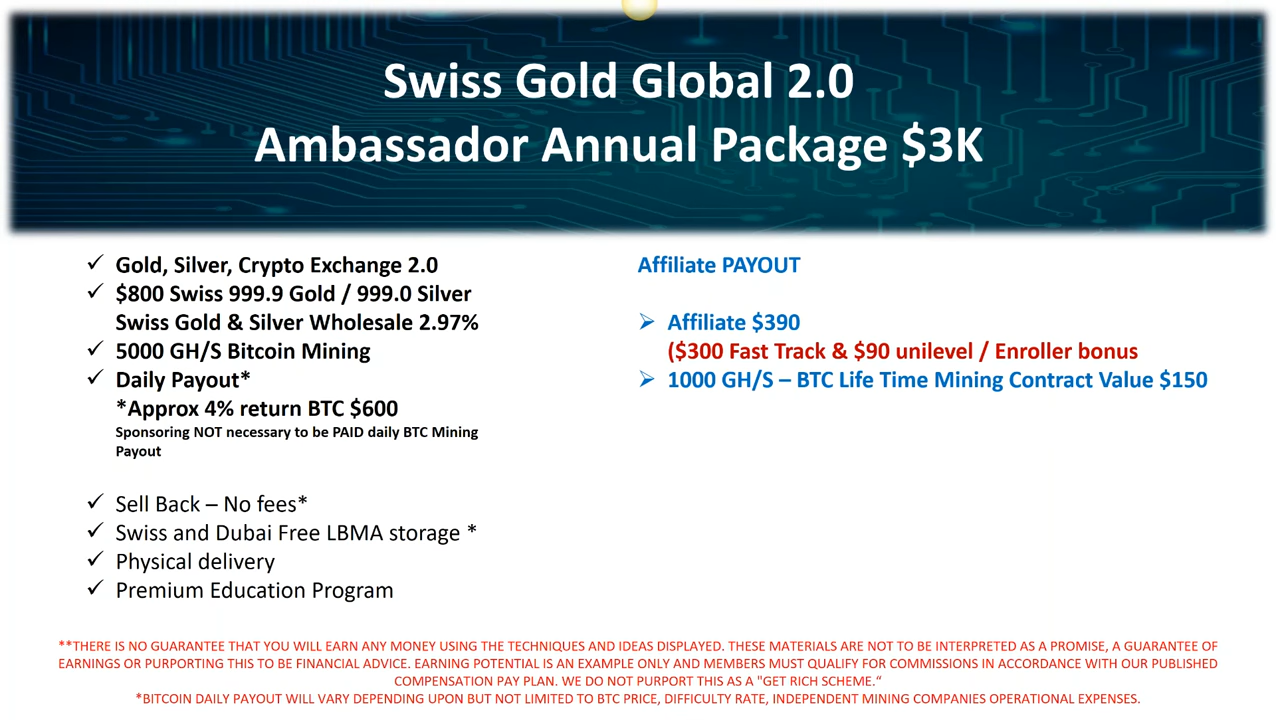 Swiss Gold Global 2.0
Ambassador Annual Package $3K
✓ Gold, Silver, Crypto Exchange 2.0
✓ $800 Swiss 999.9 Gold / 999.0 Silver
Swiss Gold & Silver Wholesale 2.97%
✓ 5000 GH/S Bitcoin Mining
✓ Daily Payout*
*Approx 4% return BTC $600
Sponsoring NOT necessary to be PAID daily BTC Mining
Payout
✓ Sell Back – No fees*
✓ Swiss and Dubai Free LBMA storage *
✓ Physical delivery
✓ Premium Education Program
Affiliate PAYOUT
➢ Affiliate $390
($300 Fast Track & $90 unilevel / Enroller bonus
➢ 1000 GH/S – BTC Life Time Mining Contract Value $150
**THERE IS NO GUARANTEE THAT YOU WILL EARN ANY MONEY USING THE TECHNIQUES AND IDEAS DISPLAYED. THESE MATERIALS ARE NOT TO BE INTERPRETED AS A PROMISE, A GUARANTEE OF
EARNINGS OR PURPORTING THIS TO BE FINANCIAL ADVICE. EARNING POTENTIAL IS AN EXAMPLE ONLY AND MEMBERS MUST QUALIFY FOR COMMISSIONS IN ACCORDANCE WITH OUR PUBLISHED
COMPENSATION PAY PLAN. WE DO NOT PURPORT THIS AS A "GET RICH SCHEME.“
*BITCOIN DAILY PAYOUT WILL VARY DEPENDING UPON BUT NOT LIMITED TO BTC PRICE, DIFFICULTY RATE, INDEPENDENT MINING COMPANIES OPERATIONAL EXPENSES.